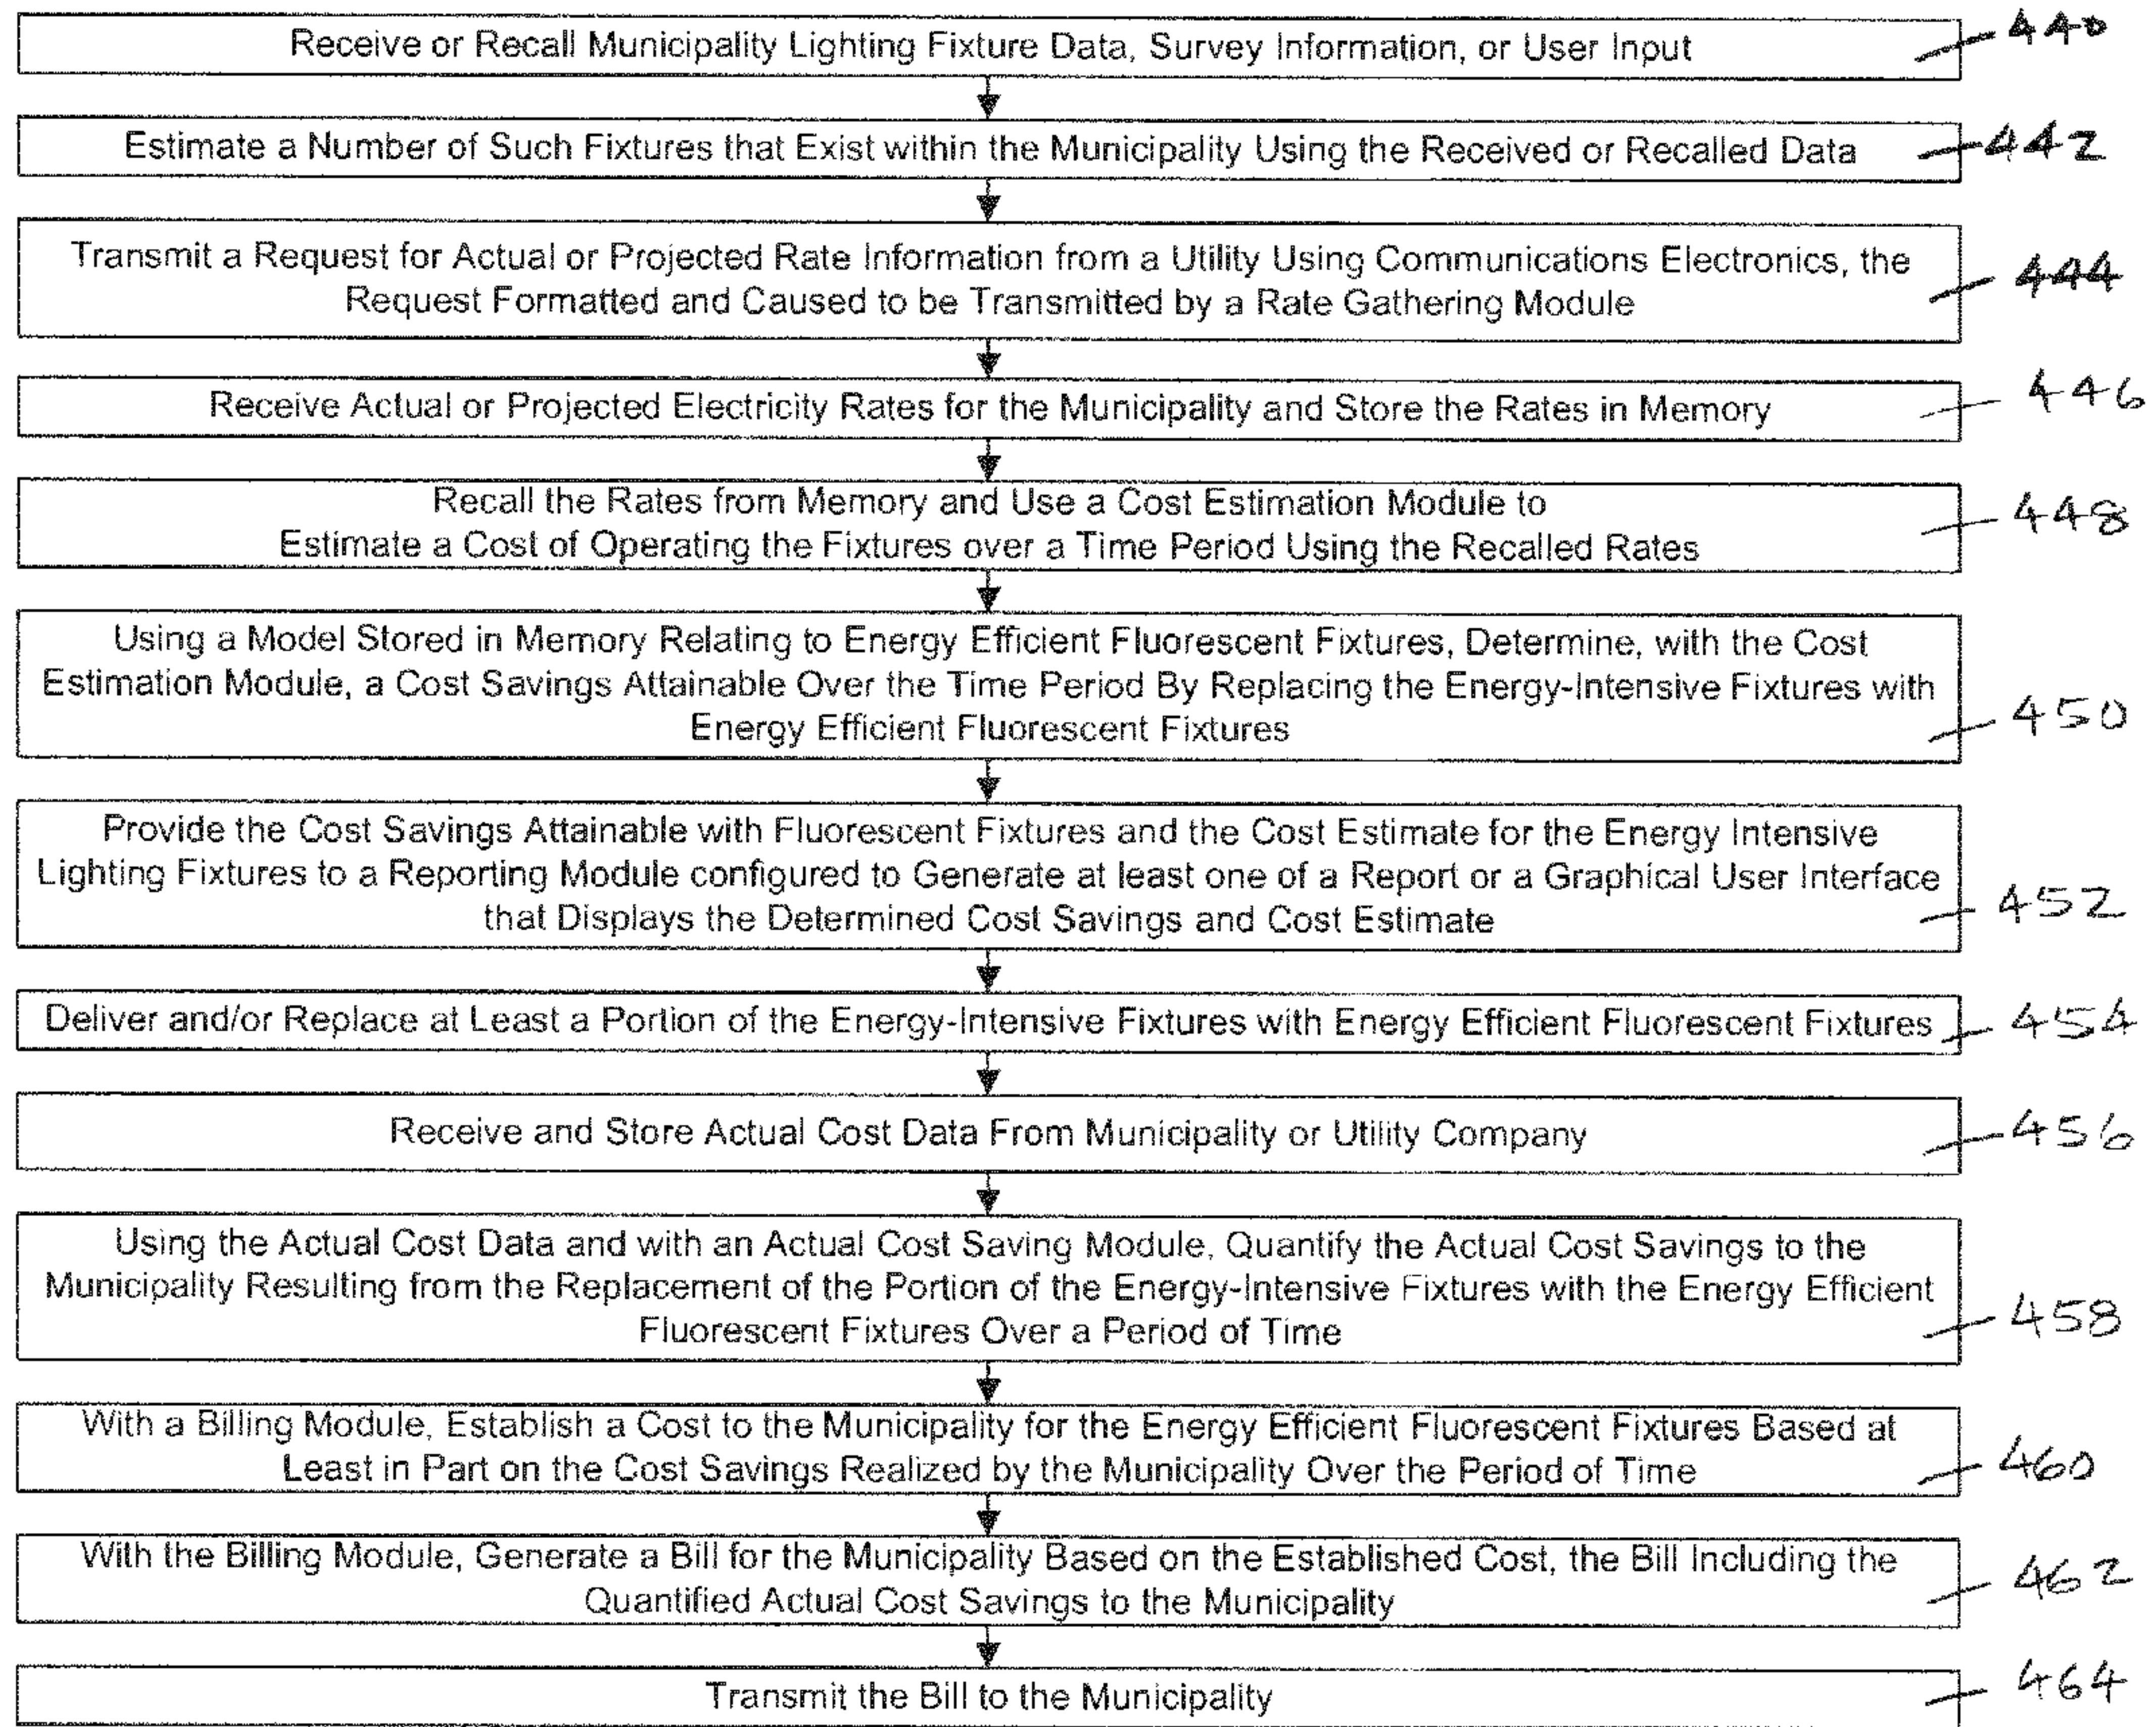 Receive or Recall Municipality Lighting Fixture Data, Survey Information, or User Input
440
Estimate a Number of Such Fixtures that Exist within the Municipality Using the Received or Recalled Data
442
Transmit a Request for Actual or Projected Rate Information from a Utility Using Communications Electronics, the
Request Formatted and Caused to be Transmitted by a Rate Gathering Module
444
Receive Actual or Projected Electricity Rates for the Municipality and Store the Rates in Memory
446
Recall the Rates from Memory and Use a Cost Estimation Module to
Estimate a Cost of Operating the Fixtures over a Time Period Using the Recalled Rates
448
Using a Model Stored in Memory Relating to Energy Efficient Fluorescent Fixtures, Determine, with the Cost
Estimation Module, a Cost Savings Attainable Over the Time Period By Replacing the Energy-Intensive Fixtures with
Energy Efficient Fluorescent Fixtures
450
Provide the Cost Savings Attainable with Fluorescent Fixtures and the Cost Estimate for the Energy Intensive
Lighting Fixtures to a Reporting Module configured to Generate at least one of a Report or a Graphical User Interface
that Displays the Determined Cost Savings and Cost Estimate
452
Deliver and/or Replace at Least a Portion of the Energy-Intensive Fixtures with Energy Efficient Fluorescent Fixtures
454
Receive and Store Actual Cost Data From Municipality or Utility Company
456
Using the Actual Cost Data and with an Actual Cost Saving Module, Quantify the Actual Cost Savings to the
Municipality Resulting from the Replacement of the Portion of the Energy-Intensive Fixtures with the Energy Efficient
Fluorescent Fixtures Over a Period of Time
458
With a Billing Module, Establish a Cost to the Municipality for the Energy Efficient Fluorescent Fixtures Based at
Least in Part on the Cost Savings Realized by the Municipality Over the Period of Time
460
With the Billing Module, Generate a Bill for the Municipality Based on the Established Cost, the Bill Including the
Quantified Actual Cost Savings to the Municipality
462
Transmit the Bill to the Municipality
464